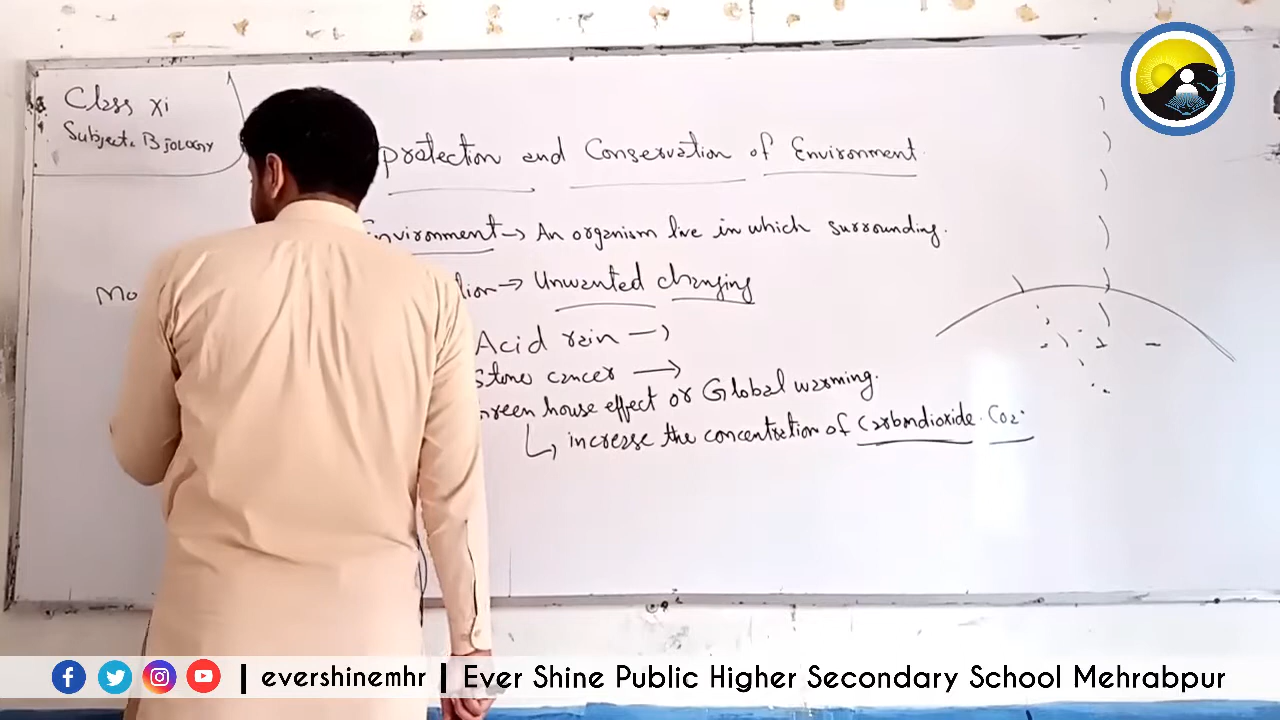 Class xi
Subject: Biology
protection and Conservation of Environment
Environment → An organism live in which surrounding.
tion → Unwanted changing
Mo
Acid rain →
Stone cancer →
Green house effect or Global warming.
increase the concentration of Carbondioxide. Co2.
| evershinemhr | Ever Shine Public Higher Secondary School Mehrabpur